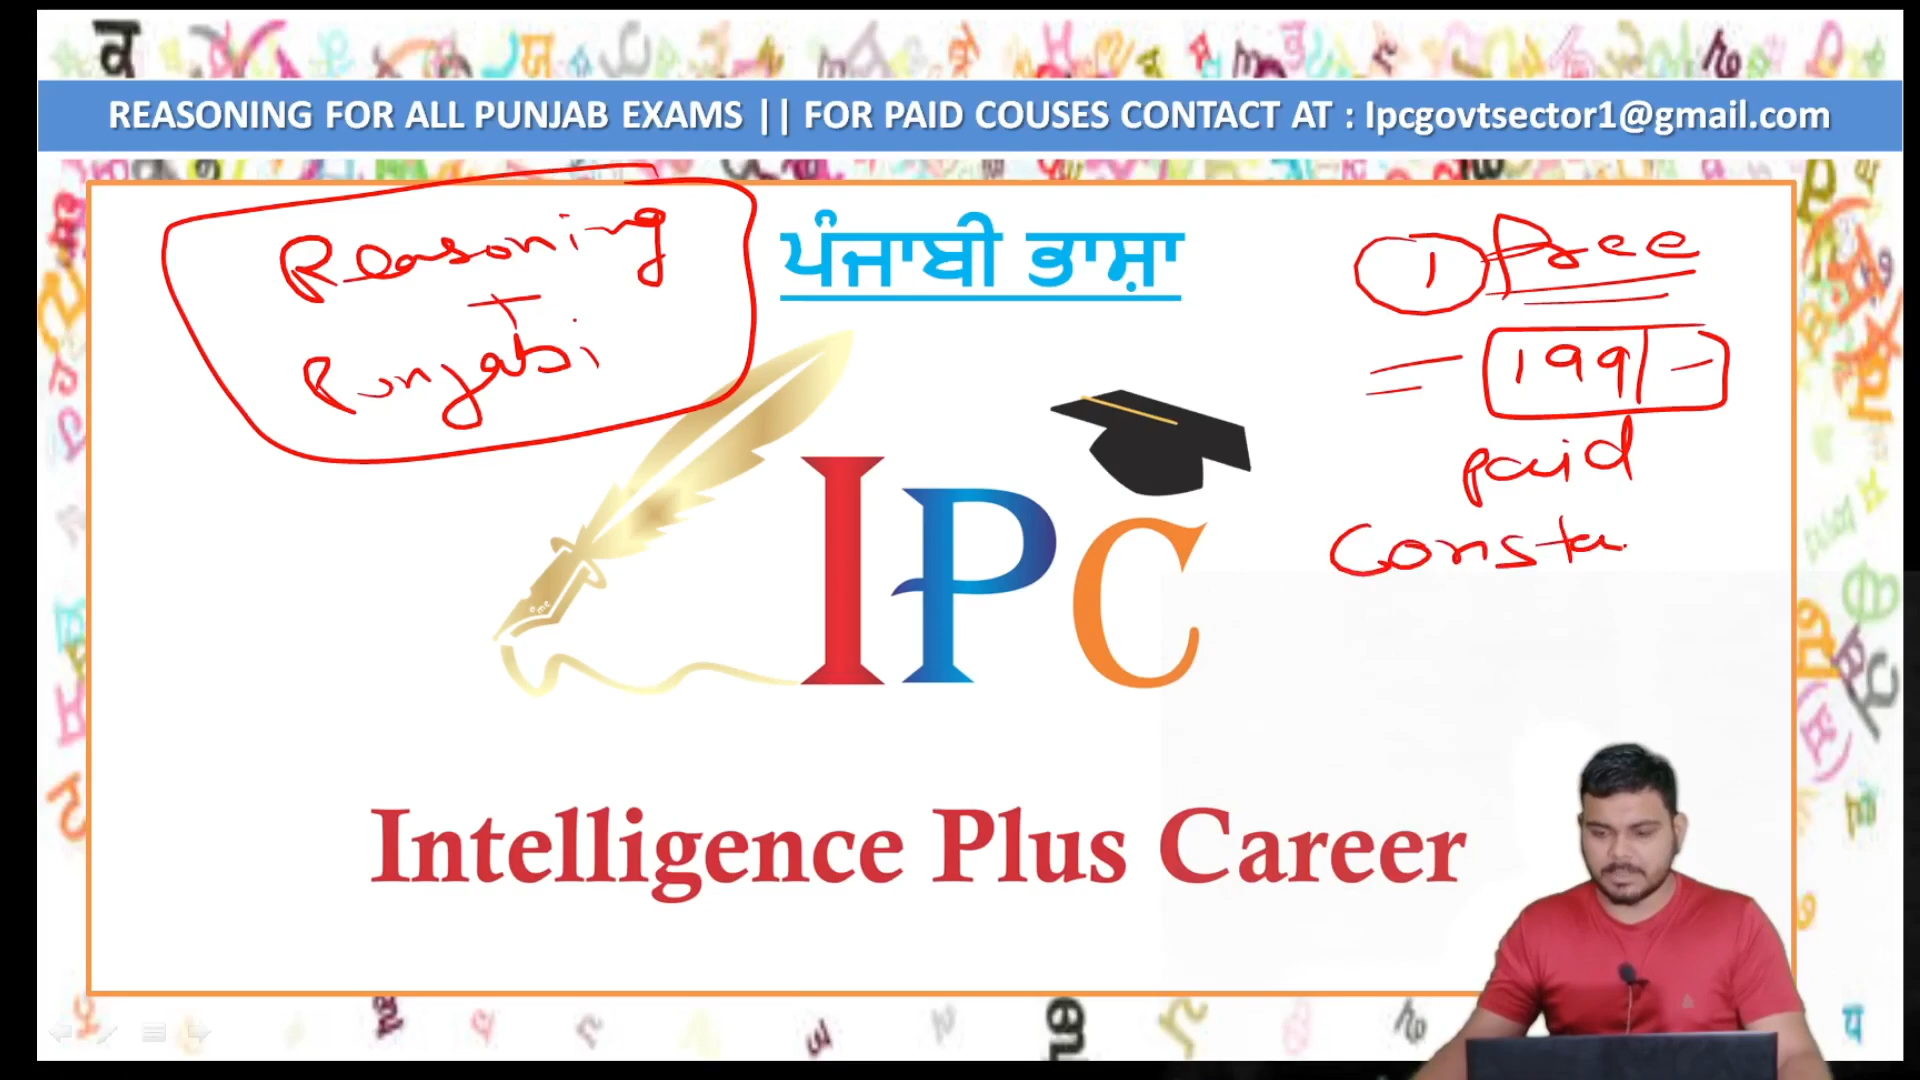 REASONING FOR ALL PUNJAB EXAMS || FOR PAID COUSES CONTACT AT : Ipcgovtsector1@gmail.com
ਪੰਜਾਬੀ ਭਾਸ਼ਾ
Reasoning
+
Punjabi
1 Free
= 199/-
paid
Consta
IPC
Intelligence Plus Career